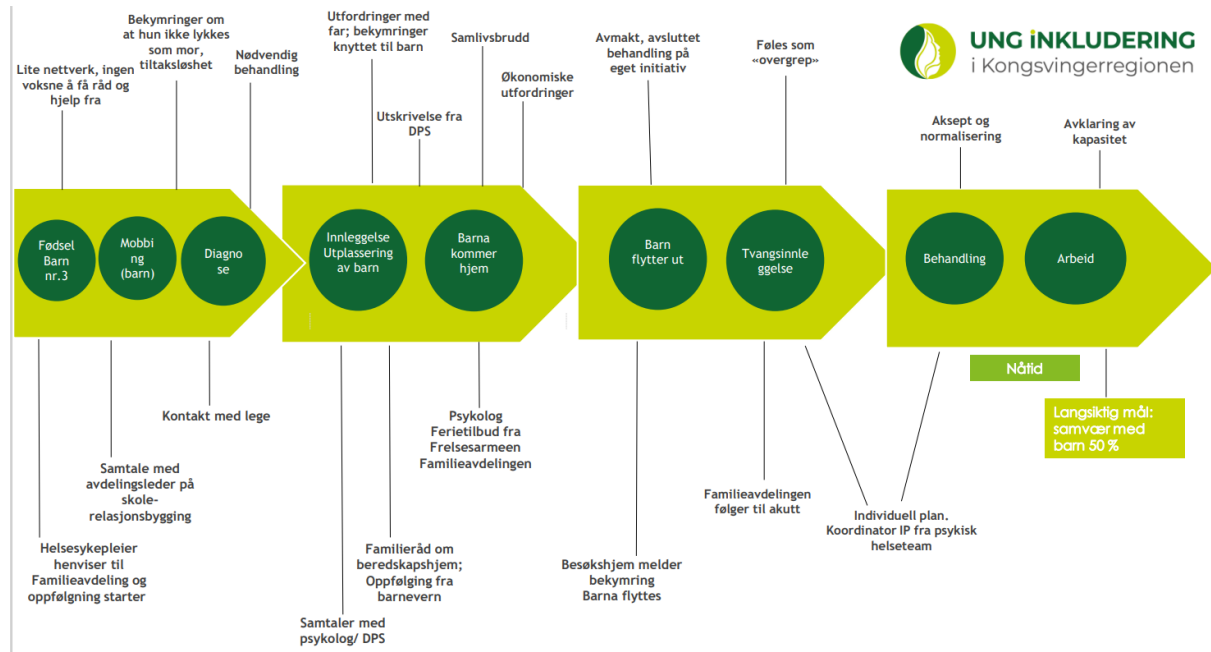 UNG iNKLUDERING
i Kongsvingerregionen
Lite nettverk, ingen
voksne å få råd og
hjelp fra
Bekymringer om
at hun ikke lykkes
som mor,
tiltaksløshet
Nødvendig
behandling
Utfordringer med
far; bekymringer
knyttet til barn
Utskrivelse fra
DPS
Samlivsbrudd
Økonomiske
utfordringer
Avmakt, avsluttet
behandling på
eget initiativ
Føles som
«overgrep»
Aksept og
normalisering
Avklaring av
kapasitet
Fødsel
Barn
nr.3
Mobbi
ng
(barn)
Diagno
se
Innleggelse
Utplassering
av barn
Barna
kommer
hjem
Barn
flytter ut
Tvangsinnle
ggelse
Behandling
Arbeid
Nåtid
Langsiktig mål:
samvær med
barn 50 %
Helsesykepleier
henviser til
Familieavdeling og
oppfølgning starter
Samtale med
avdelingsleder på
skole-
relasjonsbygging
Kontakt med lege
Samtaler med
psykolog/ DPS
Familieråd om
beredskapshjem;
Oppfølging fra
barnevern
Psykolog
Ferietilbud fra
Frelsesarmeen
Familieavdelingen
Besøkshjem melder
bekymring
Barna flyttes
Familieavdelingen
følger til akutt
Individuell plan.
Koordinator IP fra psykisk
helseteam